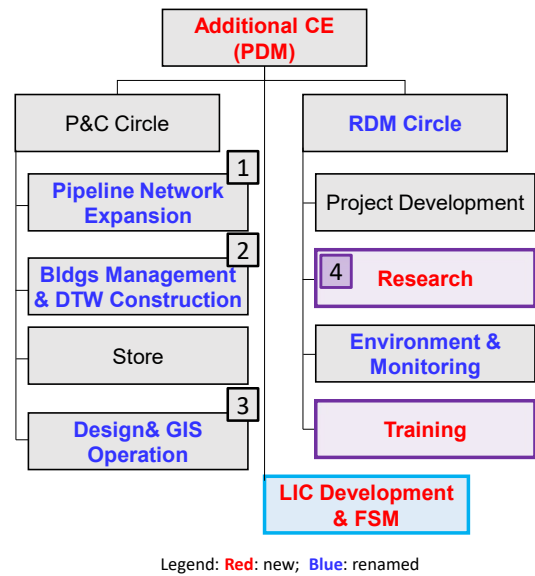 Additional CE
(PDM)
P&C Circle
1
Pipeline Network
Expansion
2
Bldgs Management
& DTW Construction
Store
3
Design& GIS
Operation
RDM Circle
Project Development
4
Research
Environment &
Monitoring
Training
LIC Development
& FSM
Legend: Red: new; Blue: renamed